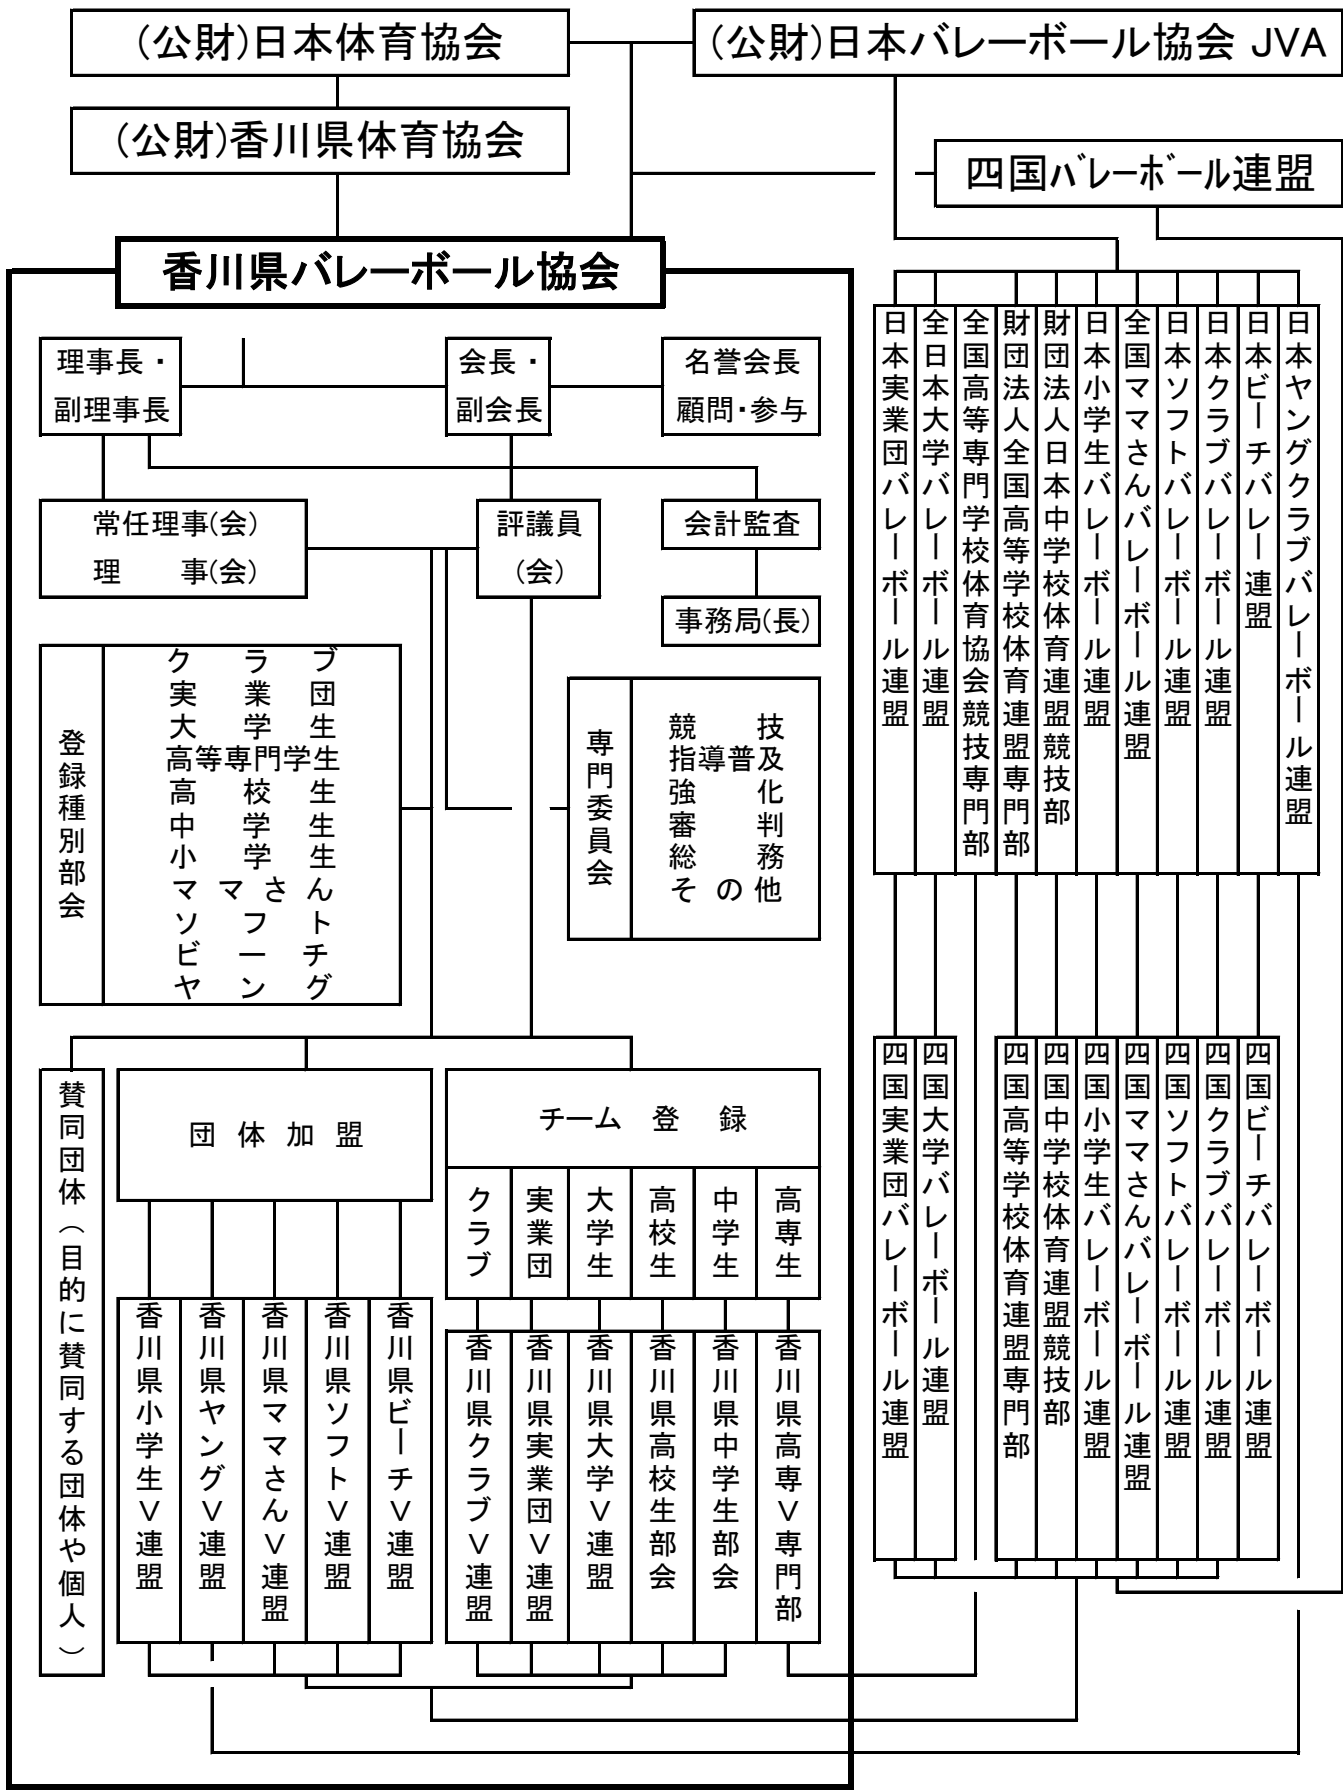 (公財)日本体育協会
(公財)日本バレーボール協会 JVA
(公財)香川県体育協会
四国バレーボール連盟
香川県バレーボール協会
理事長・
副理事長
会長・
副会長
名誉会長
顧問・参与
常任理事(会)
理 事(会)
評議員
(会)
会計監査
事務局(長)
登録種別部会
クラブ
実業団
大学生
高等専門学生
高校生
中学生
小学生
ママさん
ソフト
ビーチ
ヤング
専門委員会
競技
指導普及
強化
審判
総務
その他
日本実業団バレーボール連盟
全日本大学バレーボール連盟
全国高等専門学校体育協会競技専門部
財団法人全国高等学校体育連盟専門部
財団法人日本中学校体育連盟競技部
日本小学生バレーボール連盟
全国ママさんバレーボール連盟
日本ソフトバレーボール連盟
日本クラブバレーボール連盟
日本ビーチバレー連盟
日本ヤングクラブバレーボール連盟
賛同団体(目的に賛同する団体や個人)
団体加盟
香川県小学生V連盟
香川県ヤングV連盟
香川県ママさんV連盟
香川県ソフトV連盟
香川県ビーチV連盟
チーム 登 録
クラブ
実業団
大学生
高校生
中学生
高専生
香川県クラブV連盟
香川県実業団V連盟
香川県大学V連盟
香川県高校生部会
香川県中学生部会
香川県高専V専門部
四国実業団バレーボール連盟
四国大学バレーボール連盟
四国高等学校体育連盟専門部
四国中学校体育連盟競技部
四国小学生バレーボール連盟
四国ママさんバレーボール連盟
四国ソフトバレーボール連盟
四国クラブバレーボール連盟
四国ビーチバレーボール連盟